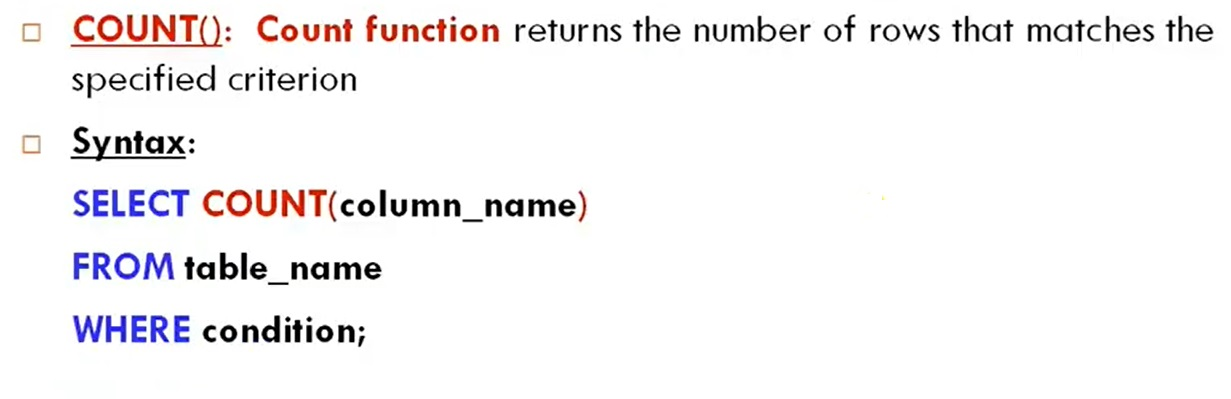 COUNT(): Count function returns the number of rows that matches the
specified criterion
Syntax:
SELECT COUNT(column_name)
FROM table_name
WHERE condition;